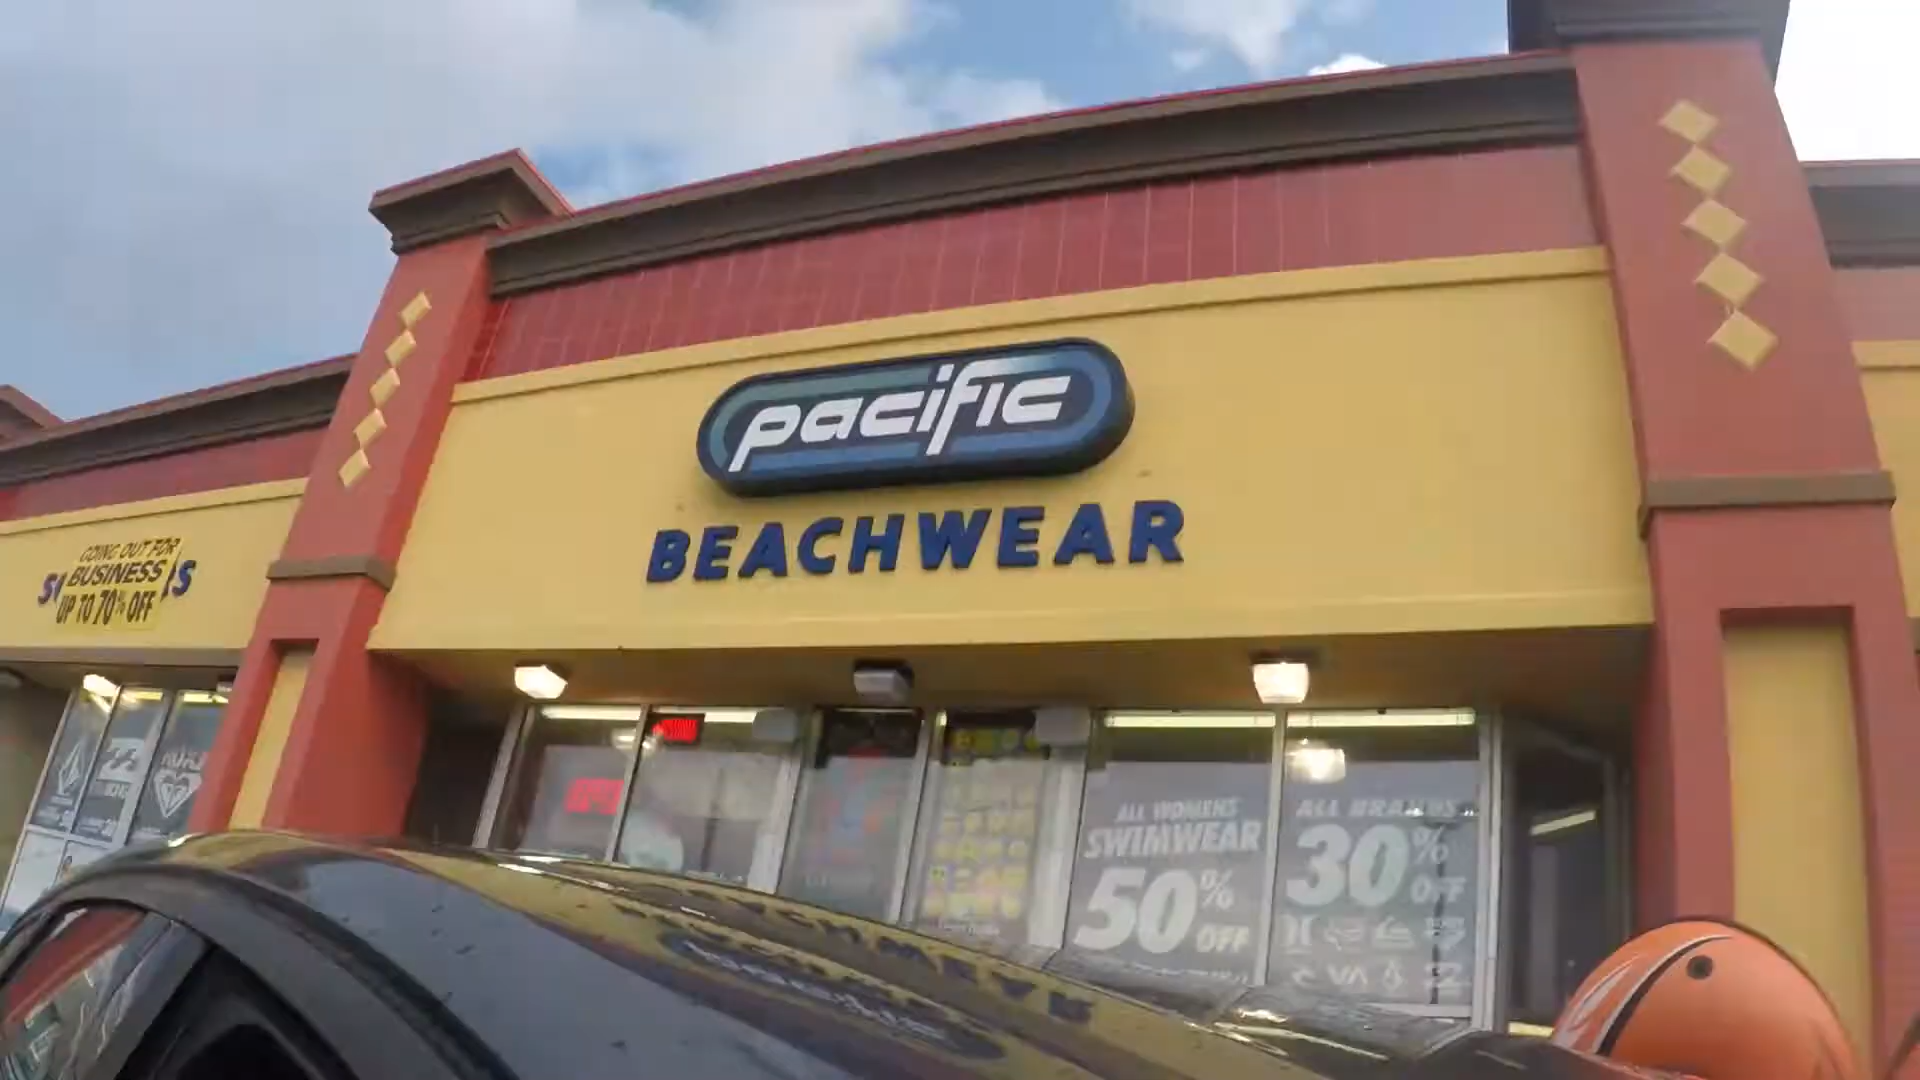 pacific
BEACHWEAR
GOING OUT FOR
BUSINESS
UP TO 70% OFF
ALL WOMENS
SWIMWEAR
50% OFF
ALL BRANDS
30% OFF